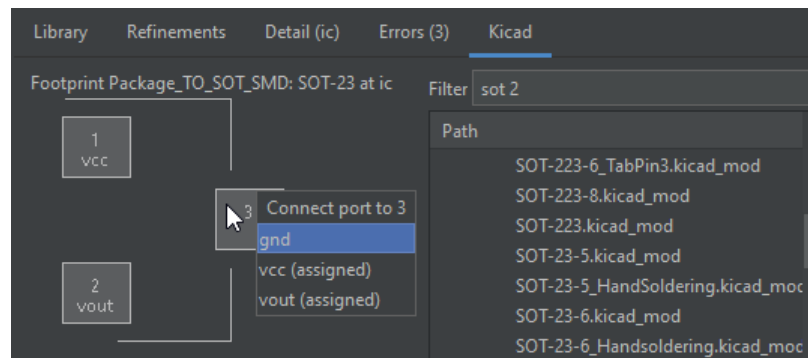 Library Refinements Detail (ic) Errors (3) Kicad
Footprint Package_TO_SOT_SMD: SOT-23 at ic
1
vcc
3
2
vout
Connect port to 3
gnd
vcc (assigned)
vout (assigned)
Filter sot 2
Path
SOT-223-6_TabPin3.kicad_mod
SOT-223-8.kicad_mod
SOT-223.kicad_mod
SOT-23-5.kicad_mod
SOT-23-5_HandSoldering.kicad_moc
SOT-23-6.kicad_mod
SOT-23-6_Handsoldering.kicad_moc